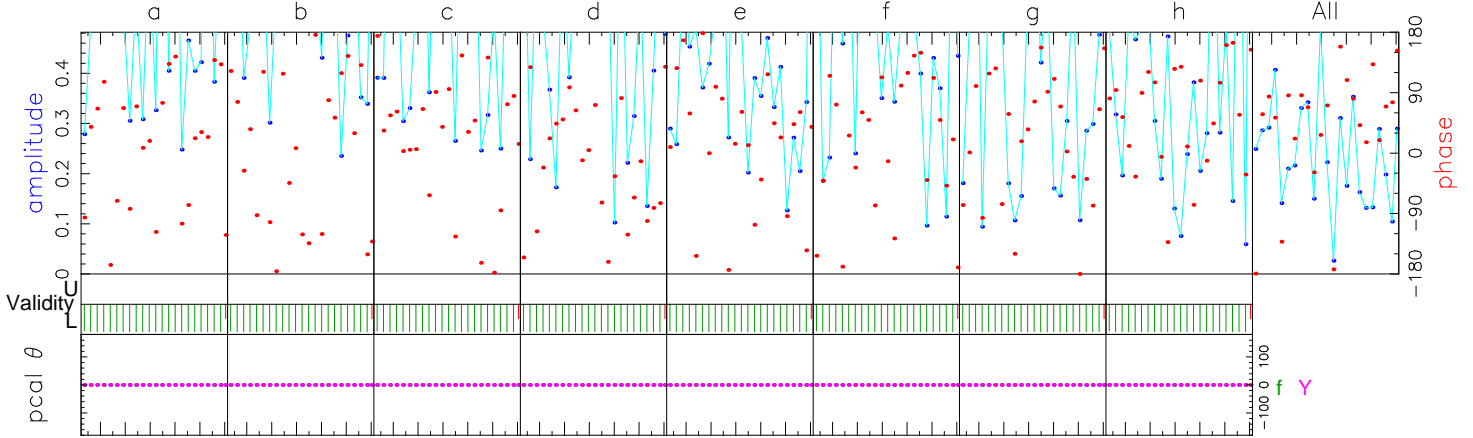 a b c d e f g h All
amplitude
0 0.1 0.2 0.3 0.4
phase
−180 −90 0 90 180
Validity
U
L
pcal θ
−100 0 100
f Y